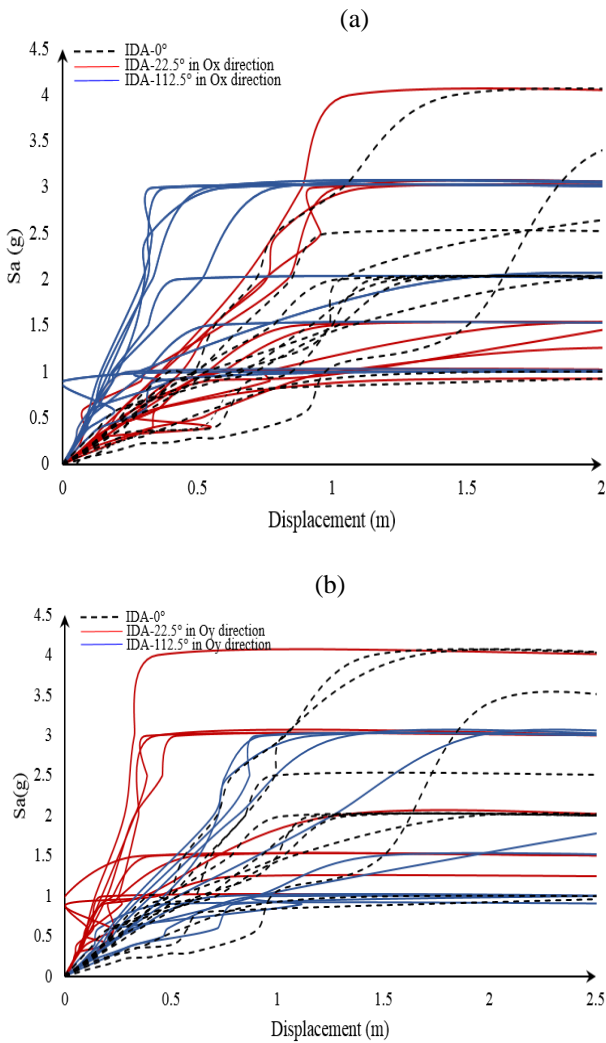 (a)
4.5
IDA-0°
IDA-22.5° in Ox direction
IDA-112.5° in Ox direction
4
3.5
3
2.5
2
1.5
1
0.5
0
Sa (g)
0 0.5 1 1.5 2
Displacement (m)
(b)
4.5
IDA-0°
IDA-22.5° in Oy direction
IDA-112.5° in Oy direction
4
3.5
3
2.5
2
1.5
1
0.5
0
Sa(g)
0 0.5 1 1.5 2 2.5
Displacement (m)